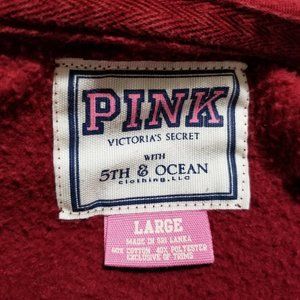 PINK
VICTORIA'S SECRET
WITH
5TH & OCEAN
clothing, LLC
LARGE
MADE IN SRI LANKA
60% COTTON 40% POLYESTER
EXCLUSIVE OF TRIMS